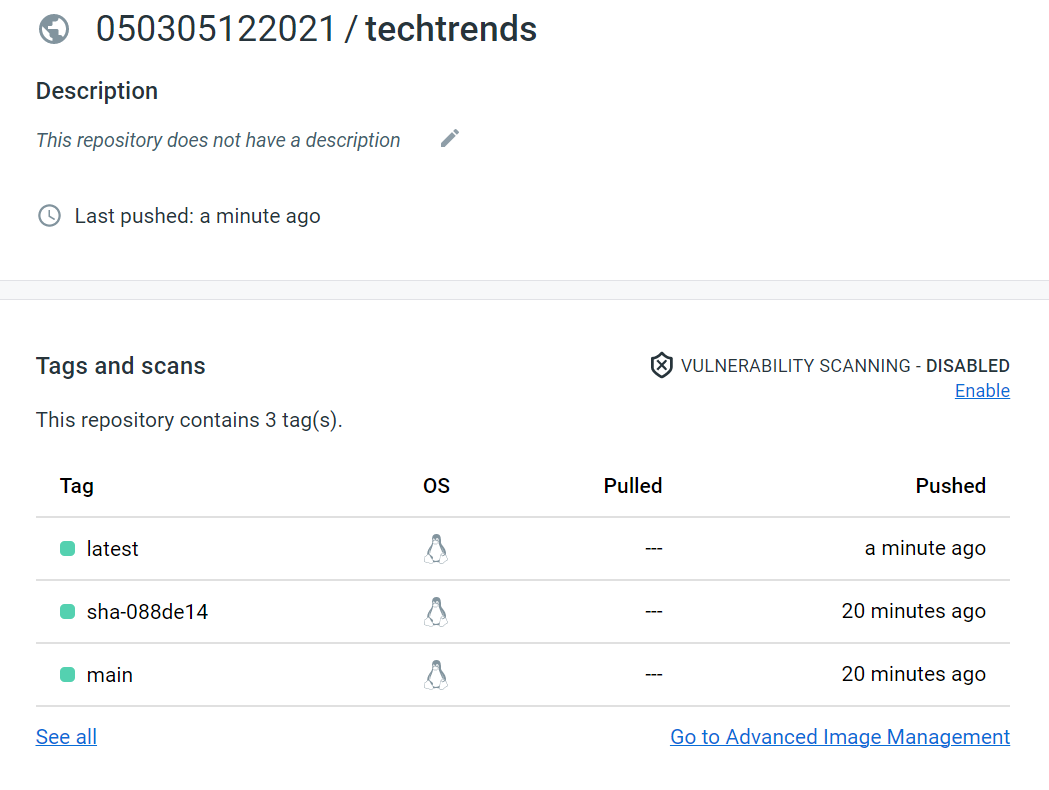 050305122021 / techtrends
Description
This repository does not have a description
Last pushed: a minute ago
Tags and scans
VULNERABILITY SCANNING - DISABLED
Enable
This repository contains 3 tag(s).
Tag OS Pulled Pushed
latest --- a minute ago
sha-088de14 --- 20 minutes ago
main --- 20 minutes ago
See all Go to Advanced Image Management